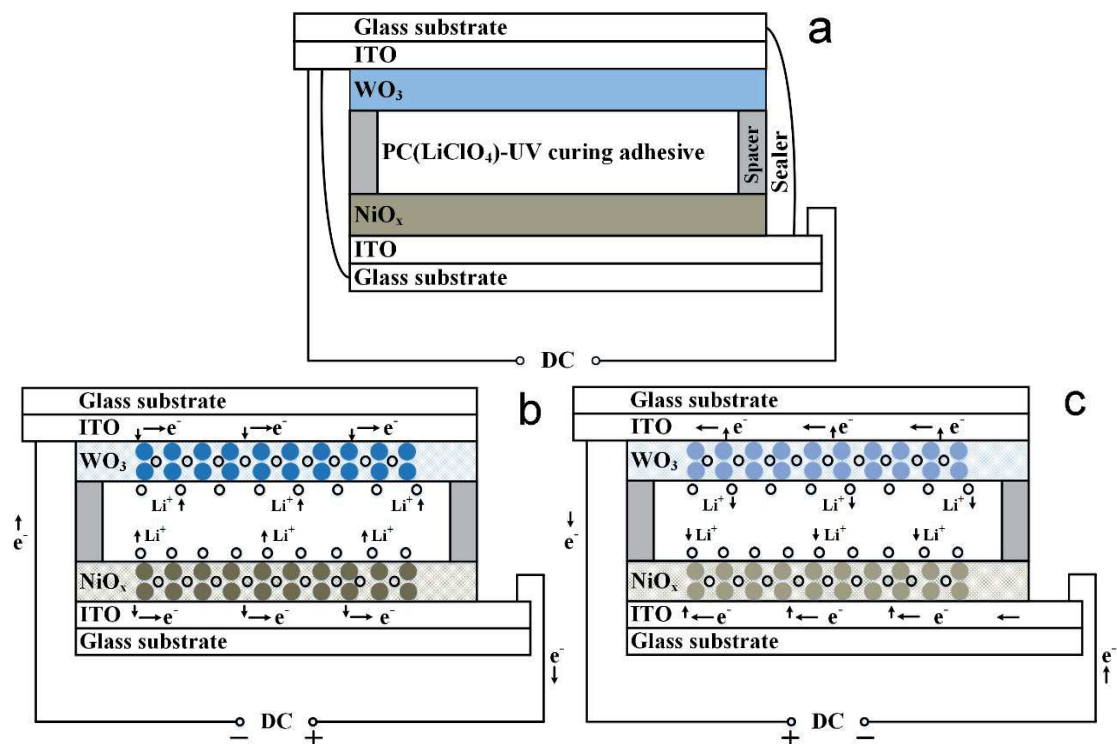 a
Glass substrate
ITO
WO₃
PC(LiClO₄)-UV curing adhesive
Spacer
Sealer
NiOₓ
ITO
Glass substrate
DC
b
Glass substrate
ITO e⁻ e⁻ e⁻
WO₃
Li⁺ Li⁺ Li⁺
Li⁺ Li⁺ Li⁺
e⁻
NiOₓ
ITO e⁻ e⁻ e⁻
Glass substrate
e⁻
DC
− +
c
Glass substrate
ITO e⁻ e⁻ e⁻
WO₃
Li⁺ Li⁺ Li⁺
Li⁺ Li⁺ Li⁺
e⁻
NiOₓ
ITO e⁻ e⁻ e⁻
Glass substrate
e⁻
DC
+ −